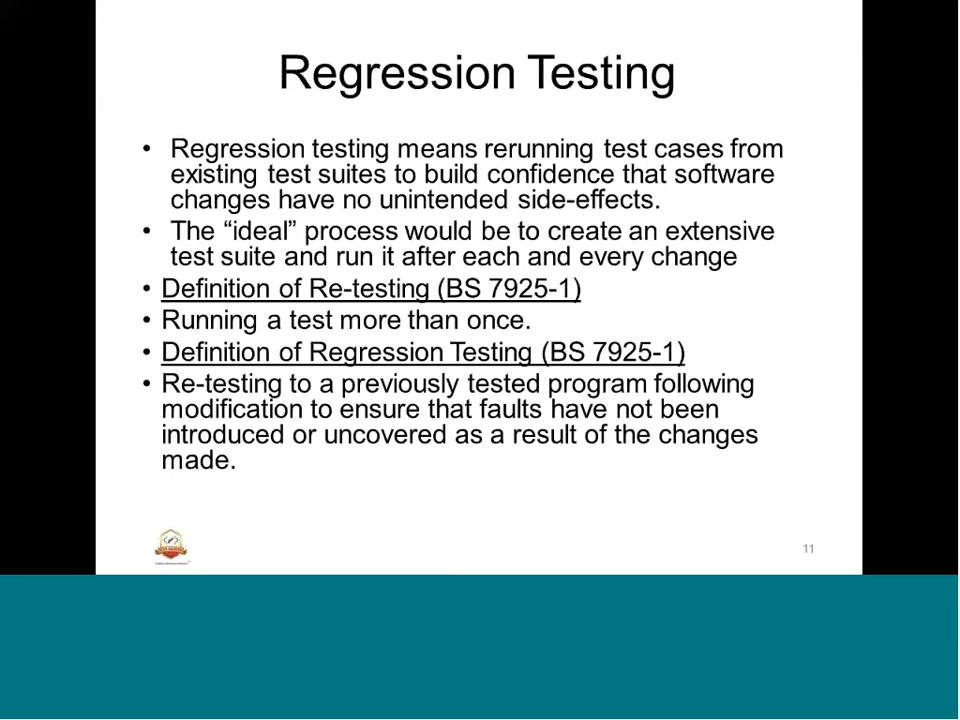 Regression Testing
• Regression testing means rerunning test cases from
existing test suites to build confidence that software
changes have no unintended side-effects.
• The “ideal” process would be to create an extensive
test suite and run it after each and every change
• Definition of Re-testing (BS 7925-1)
• Running a test more than once.
• Definition of Regression Testing (BS 7925-1)
• Re-testing to a previously tested program following
modification to ensure that faults have not been
introduced or uncovered as a result of the changes
made.
11